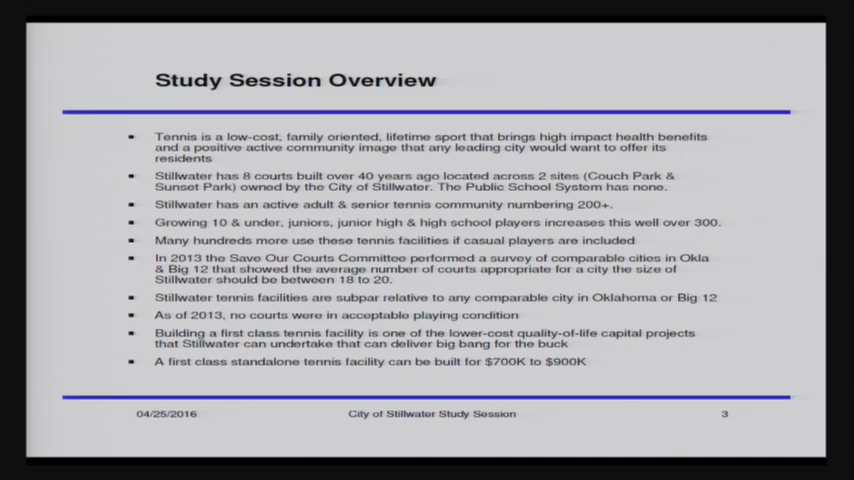 Study Session Overview
Tennis is a low-cost, family oriented, lifetime sport that brings high impact health benefits
and a positive active community image that any leading city would want to offer its
residents
Stillwater has 8 courts built over 40 years ago located across 2 sites (Couch Park &
Sunset Park) owned by the City of Stillwater. The Public School System has none.
Stillwater has an active adult & senior tennis community numbering 200+.
Growing 10 & under, juniors, junior high & high school players increases this well over 300.
Many hundreds more use these tennis facilities if casual players are included
In 2013 the Save Our Courts Committee performed a survey of comparable cities in Okla
& Big 12 that showed the average number of courts appropriate for a city the size of
Stillwater should be between 18 to 20.
Stillwater tennis facilities are subpar relative to any comparable city in Oklahoma or Big 12
As of 2013, no courts were in acceptable playing condition
Building a first class tennis facility is one of the lower-cost quality-of-life capital projects
that Stillwater can undertake that can deliver big bang for the buck
A first class standalone tennis facility can be built for $700K to $900K
04/25/2016 City of Stillwater Study Session 3